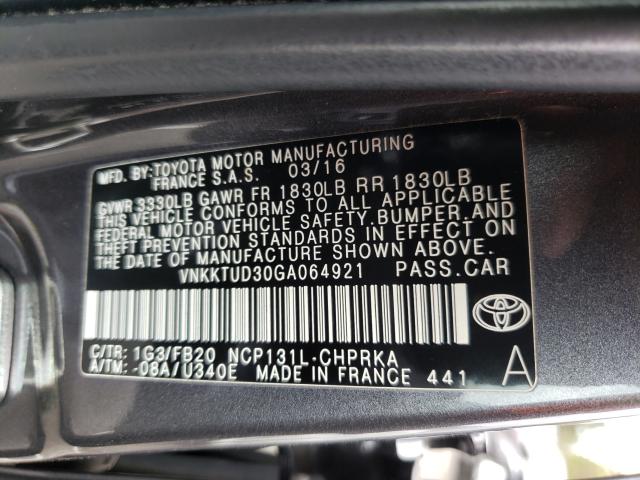 MFD. BY:TOYOTA MOTOR MANUFACTURING
FRANCE S.A.S. 03/16
GVWR 3330LB GAWR FR 1830LB RR 1830LB
THIS VEHICLE CONFORMS TO ALL APPLICABLE
FEDERAL MOTOR VEHICLE SAFETY,BUMPER,AND
THEFT PREVENTION STANDARDS IN EFFECT ON
THE DATE OF MANUFACTURE SHOWN ABOVE.
VNKKTUD30GA064921 PASS.CAR
C/TR: 1G3/FB20 NCP131L-CHPRKA
A/TM: -08A/U340E MADE IN FRANCE 441
A